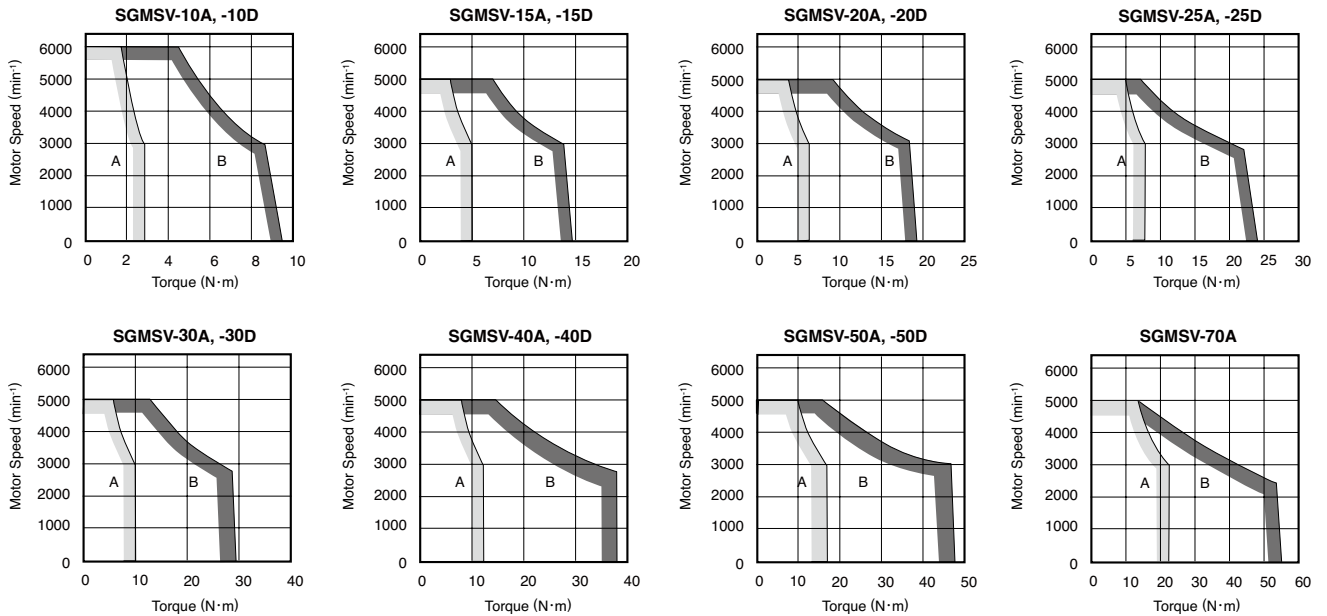 SGMSV-10A, -10D
Motor Speed (min⁻¹)
6000
5000
4000
3000
2000
1000
0
A
B
0 2 4 6 8 10
Torque (N·m)
SGMSV-15A, -15D
Motor Speed (min⁻¹)
6000
5000
4000
3000
2000
1000
0
A
B
0 5 10 15 20
Torque (N·m)
SGMSV-20A, -20D
Motor Speed (min⁻¹)
6000
5000
4000
3000
2000
1000
0
A
B
0 5 10 15 20 25
Torque (N·m)
SGMSV-25A, -25D
Motor Speed (min⁻¹)
6000
5000
4000
3000
2000
1000
0
A
B
0 5 10 15 20 25 30
Torque (N·m)
SGMSV-30A, -30D
Motor Speed (min⁻¹)
6000
5000
4000
3000
2000
1000
0
A
B
0 10 20 30 40
Torque (N·m)
SGMSV-40A, -40D
Motor Speed (min⁻¹)
6000
5000
4000
3000
2000
1000
0
A
B
0 10 20 30 40
Torque (N·m)
SGMSV-50A, -50D
Motor Speed (min⁻¹)
6000
5000
4000
3000
2000
1000
0
A
B
0 10 20 30 40 50
Torque (N·m)
SGMSV-70A
Motor Speed (min⁻¹)
6000
5000
4000
3000
2000
1000
0
A
B
0 10 20 30 40 50 60
Torque (N·m)